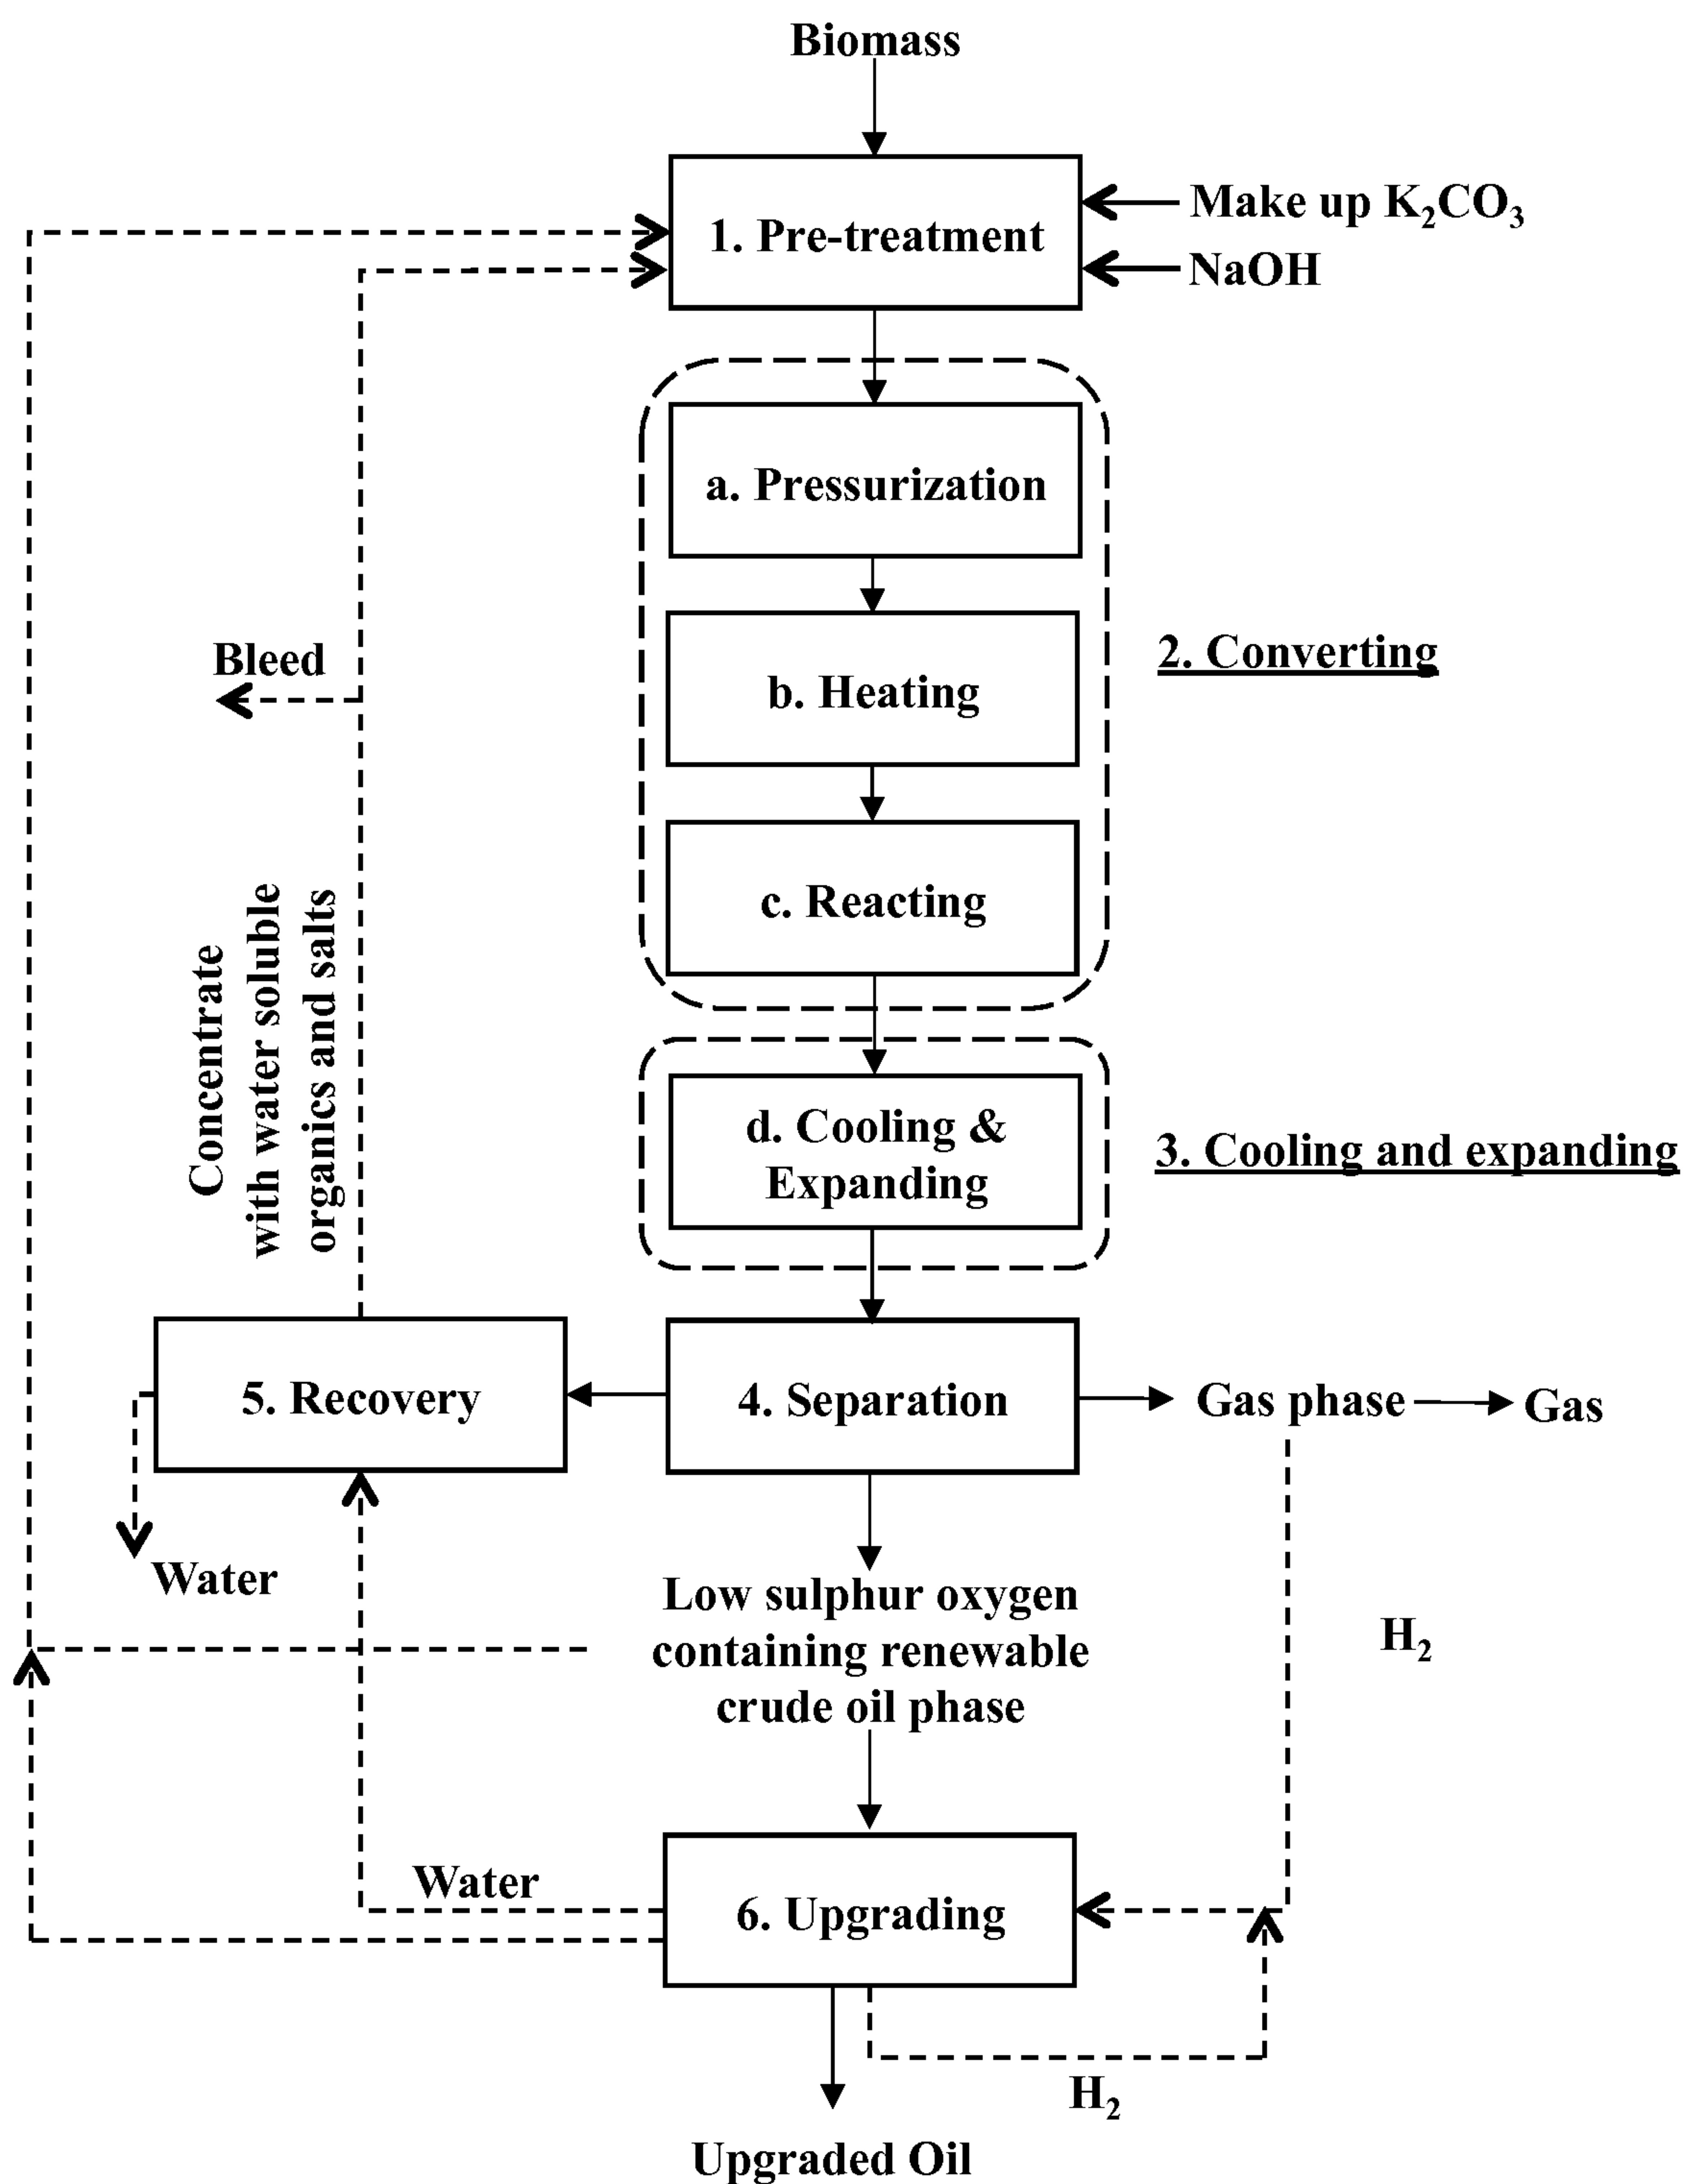 Biomass
1. Pre-treatment
Make up K₂CO₃
NaOH
a. Pressurization
b. Heating
2. Converting
Bleed
c. Reacting
Concentrate
with water soluble
organics and salts
d. Cooling &
Expanding
3. Cooling and expanding
5. Recovery
4. Separation
Gas phase
Gas
Water
Low sulphur oxygen
containing renewable
crude oil phase
H₂
Water
6. Upgrading
H₂
Upgraded Oil